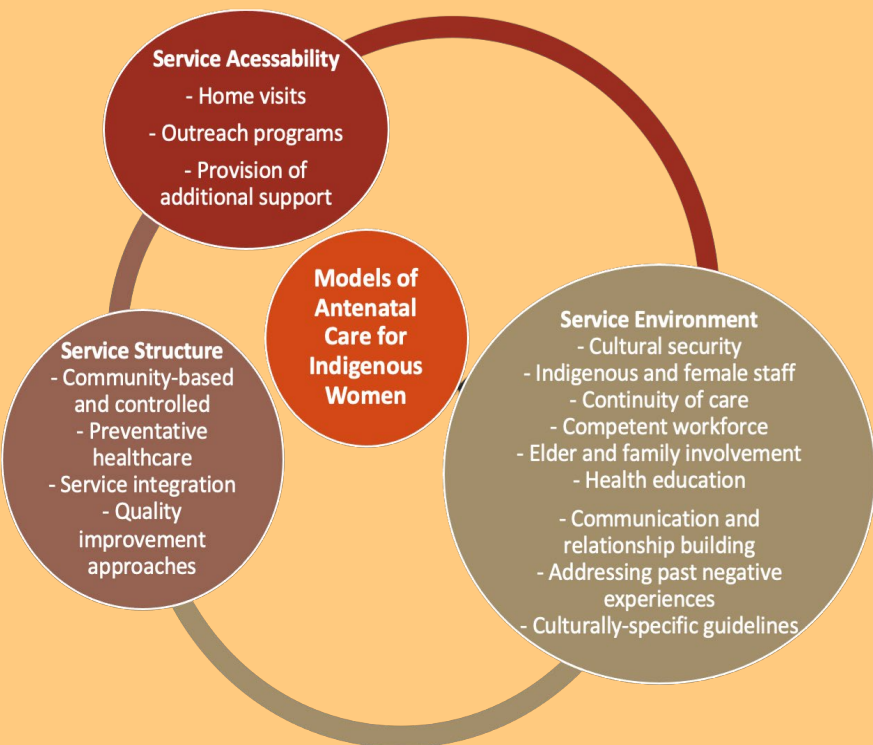 Service Acessability
- Home visits
- Outreach programs
- Provision of
additional support
Models of
Antenatal
Care for
Indigenous
Women
Service Structure
- Community-based
and controlled
- Preventative
healthcare
- Service integration
- Quality
improvement
approaches
Service Environment
- Cultural security
- Indigenous and female staff
- Continuity of care
- Competent workforce
- Elder and family involvement
- Health education
- Communication and
relationship building
- Addressing past negative
experiences
- Culturally-specific guidelines